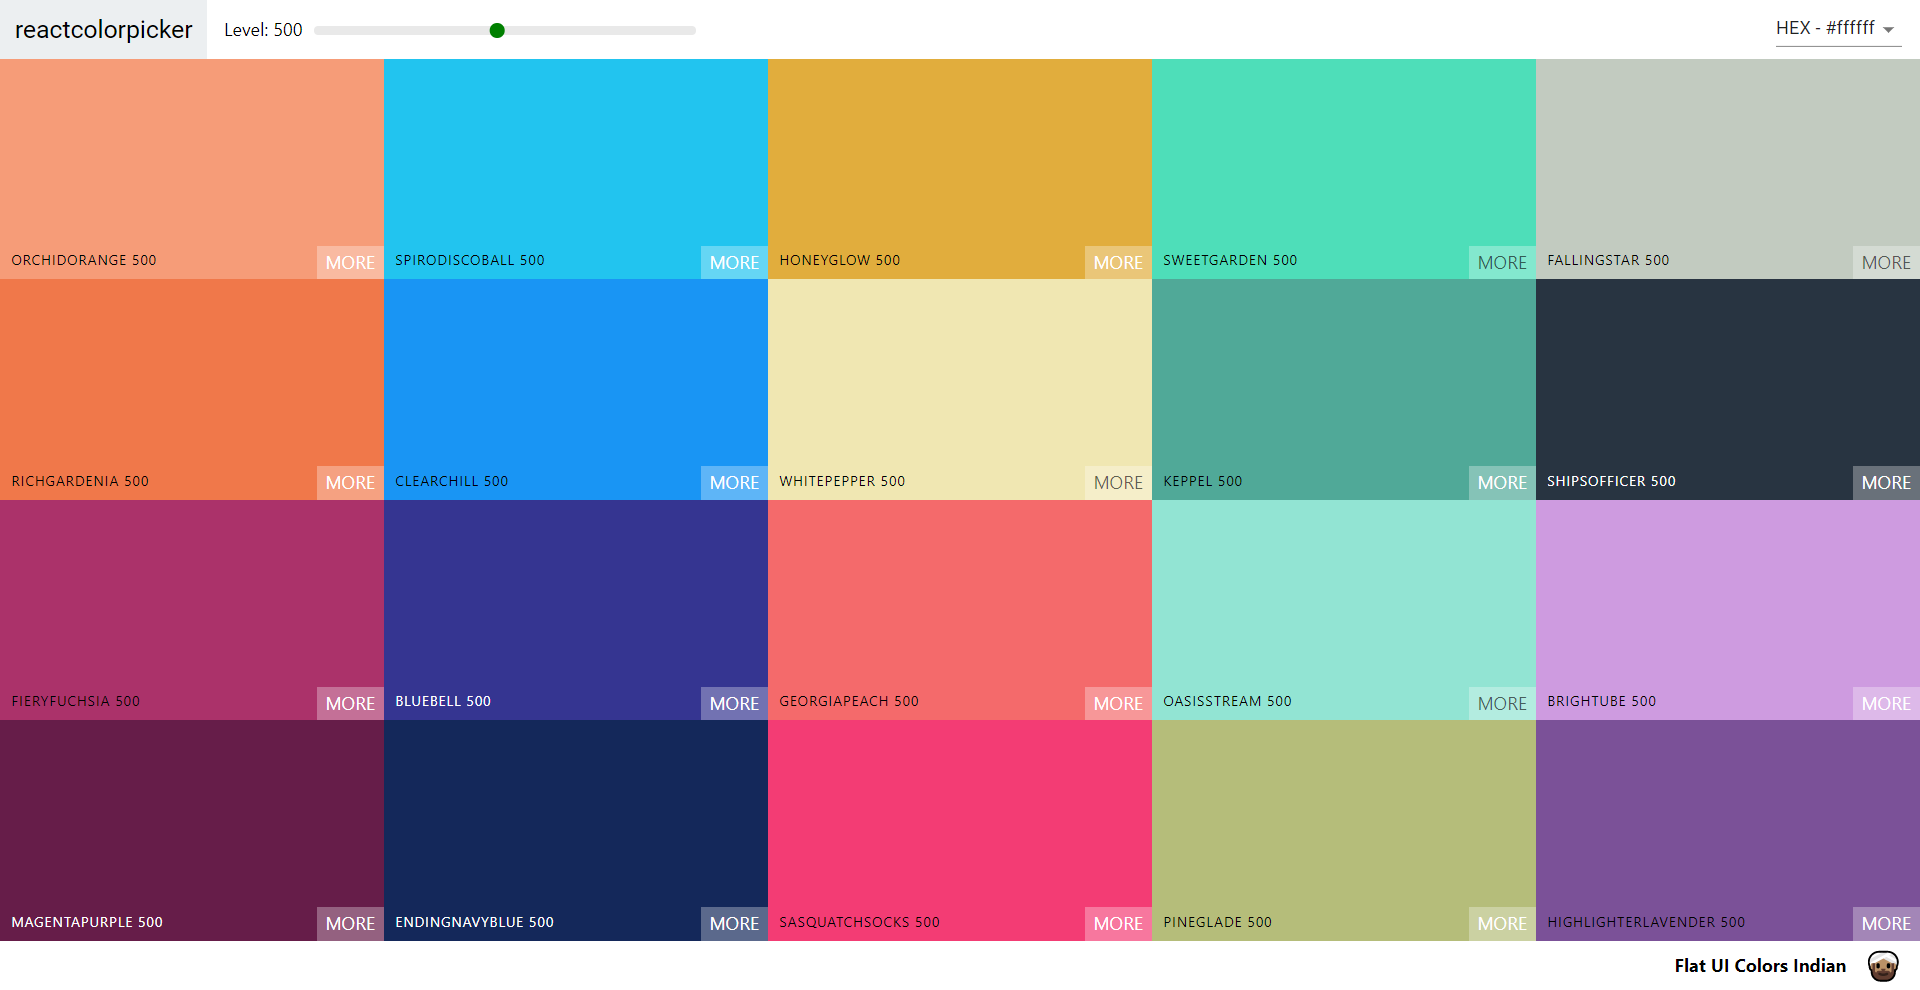 reactcolorpicker Level: 500 HEX - #ffffff
ORCHIDORANGE 500 MORE SPIRODISCOBALL 500 MORE HONEYGLOW 500 MORE SWEETGARDEN 500 MORE FALLINGSTAR 500 MORE
RICHGARDENIA 500 MORE CLEARCHILL 500 MORE WHITEPEPPER 500 MORE KEPPEL 500 MORE SHIPSOFFICER 500 MORE
FIERYFUCHSIA 500 MORE BLUEBELL 500 MORE GEORGIAPEACH 500 MORE OASISSTREAM 500 MORE BRIGHTUBE 500 MORE
MAGENTAPURPLE 500 MORE ENDINGNAVYBLUE 500 MORE SASQUATCHSOCKS 500 MORE PINEGLADE 500 MORE HIGHLIGHTERLAVENDER 500 MORE
Flat UI Colors Indian